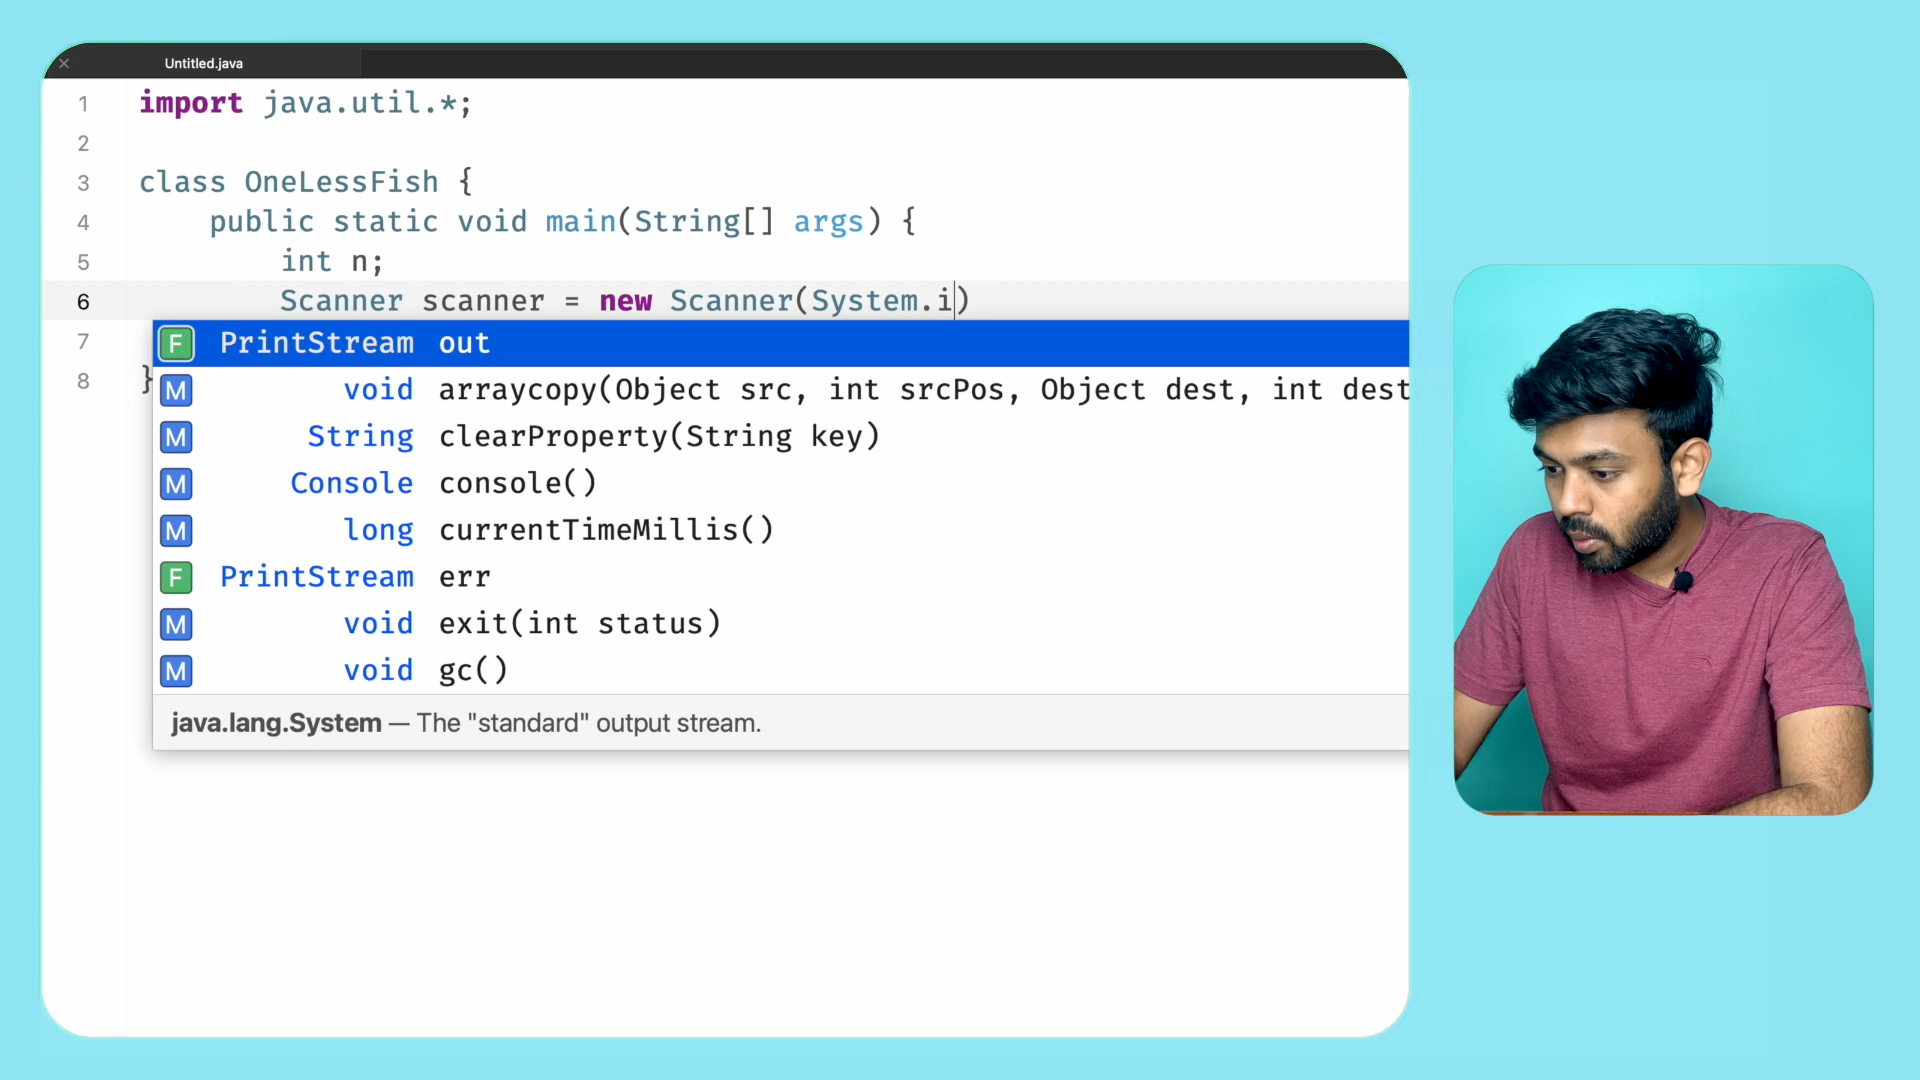 Untitled.java
1 import java.util.*;
2
3 class OneLessFish {
4 public static void main(String[] args) {
5 int n;
6 Scanner scanner = new Scanner(System.i)
7
8 }
F PrintStream out
M void arraycopy(Object src, int srcPos, Object dest, int dest
M String clearProperty(String key)
M Console console()
M long currentTimeMillis()
F PrintStream err
M void exit(int status)
M void gc()
java.lang.System — The "standard" output stream.